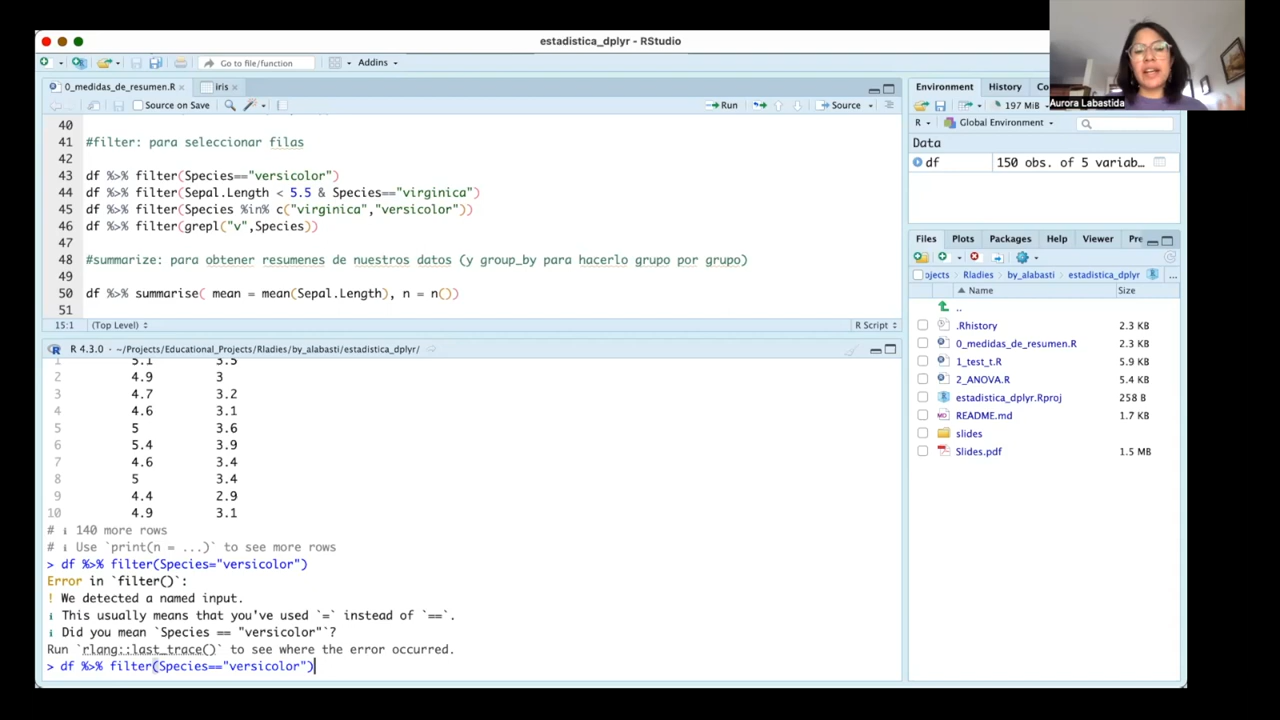 estadistica_dplyr - RStudio
Go to file/function
Addins
0_medidas_de_resumen.R
iris
Source on Save
Run
Source
40
41 #filter: para seleccionar filas
42
43 df %>% filter(Species=="versicolor")
44 df %>% filter(Sepal.Length < 5.5 & Species=="virginica")
45 df %>% filter(Species %in% c("virginica","versicolor"))
46 df %>% filter(grepl("v",Species))
47
48 #summarize: para obtener resumenes de nuestros datos (y group_by para hacerlo grupo por grupo)
49
50 df %>% summarise( mean = mean(Sepal.Length), n = n())
51
15:1 (Top Level) R Script
R 4.3.0 · ~/Projects/Educational_Projects/Rladies/by_alabasti/estadistica_dplyr/
1 5.1 3.5
2 4.9 3
3 4.7 3.2
4 4.6 3.1
5 5 3.6
6 5.4 3.9
7 4.6 3.4
8 5 3.4
9 4.4 2.9
10 4.9 3.1
# ℹ 140 more rows
# ℹ Use `print(n = ...)` to see more rows
> df %>% filter(Species="versicolor")
Error in `filter()`:
! We detected a named input.
ℹ This usually means that you've used `=` instead of `==`.
ℹ Did you mean `Species == "versicolor"`?
Run `rlang::last_trace()` to see where the error occurred.
> df %>% filter(Species=="versicolor")
Aurora Labastida
Environment History Co
197 MiB
R Global Environment
Data
df 150 obs. of 5 variab…
Files Plots Packages Help Viewer Pre
ojects Rladies by_alabasti estadistica_dplyr ...
Name Size
..
.Rhistory 2.3 KB
0_medidas_de_resumen.R 2.3 KB
1_test_t.R 5.9 KB
2_ANOVA.R 5.4 KB
estadistica_dplyr.Rproj 258 B
README.md 1.7 KB
slides
Slides.pdf 1.5 MB